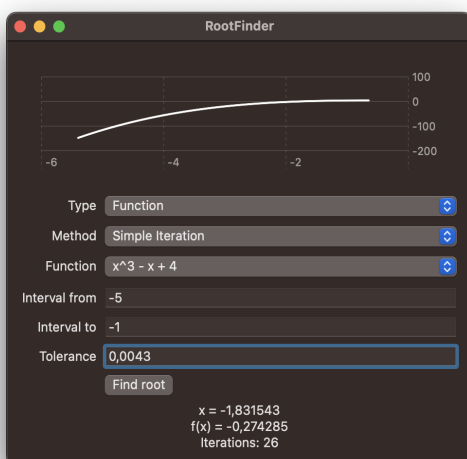 RootFinder
100
0
-100
-200
-6 -4 -2
Type Function
Method Simple Iteration
Function x^3 - x + 4
Interval from -5
Interval to -1
Tolerance 0,0043
Find root
x = -1,831543
f(x) = -0,274285
Iterations: 26